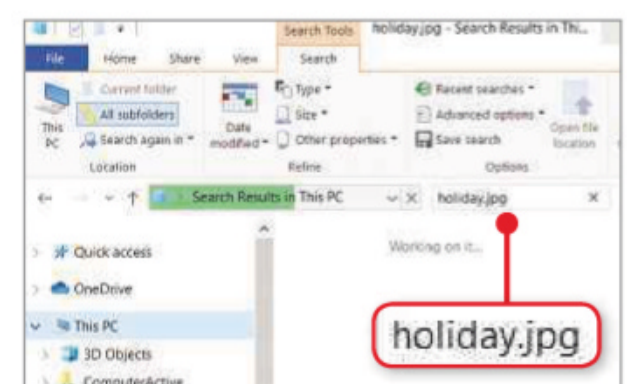 Search Tools holiday.jpg - Search Results in Thi...
File Home Share View Search
Current folder Type Recent searches
All subfolders Size Advanced options
This PC Search again in Date modified Other properties Save search Open file location
Location Refine Options
Search Results in This PC holiday.jpg
Quick access Working on it...
OneDrive
This PC
holiday.jpg
3D Objects
ComputerActive